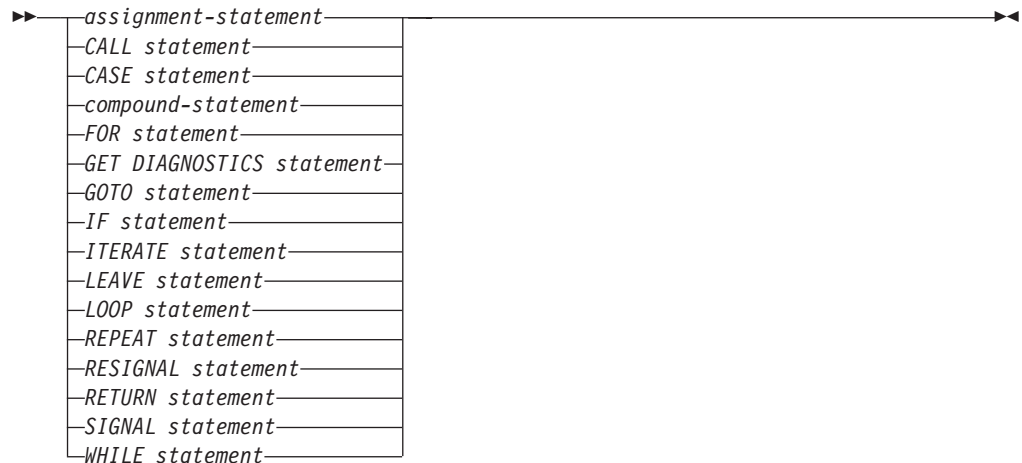 assignment-statement
CALL statement
CASE statement
compound-statement
FOR statement
GET DIAGNOSTICS statement
GOTO statement
IF statement
ITERATE statement
LEAVE statement
LOOP statement
REPEAT statement
RESIGNAL statement
RETURN statement
SIGNAL statement
WHILE statement